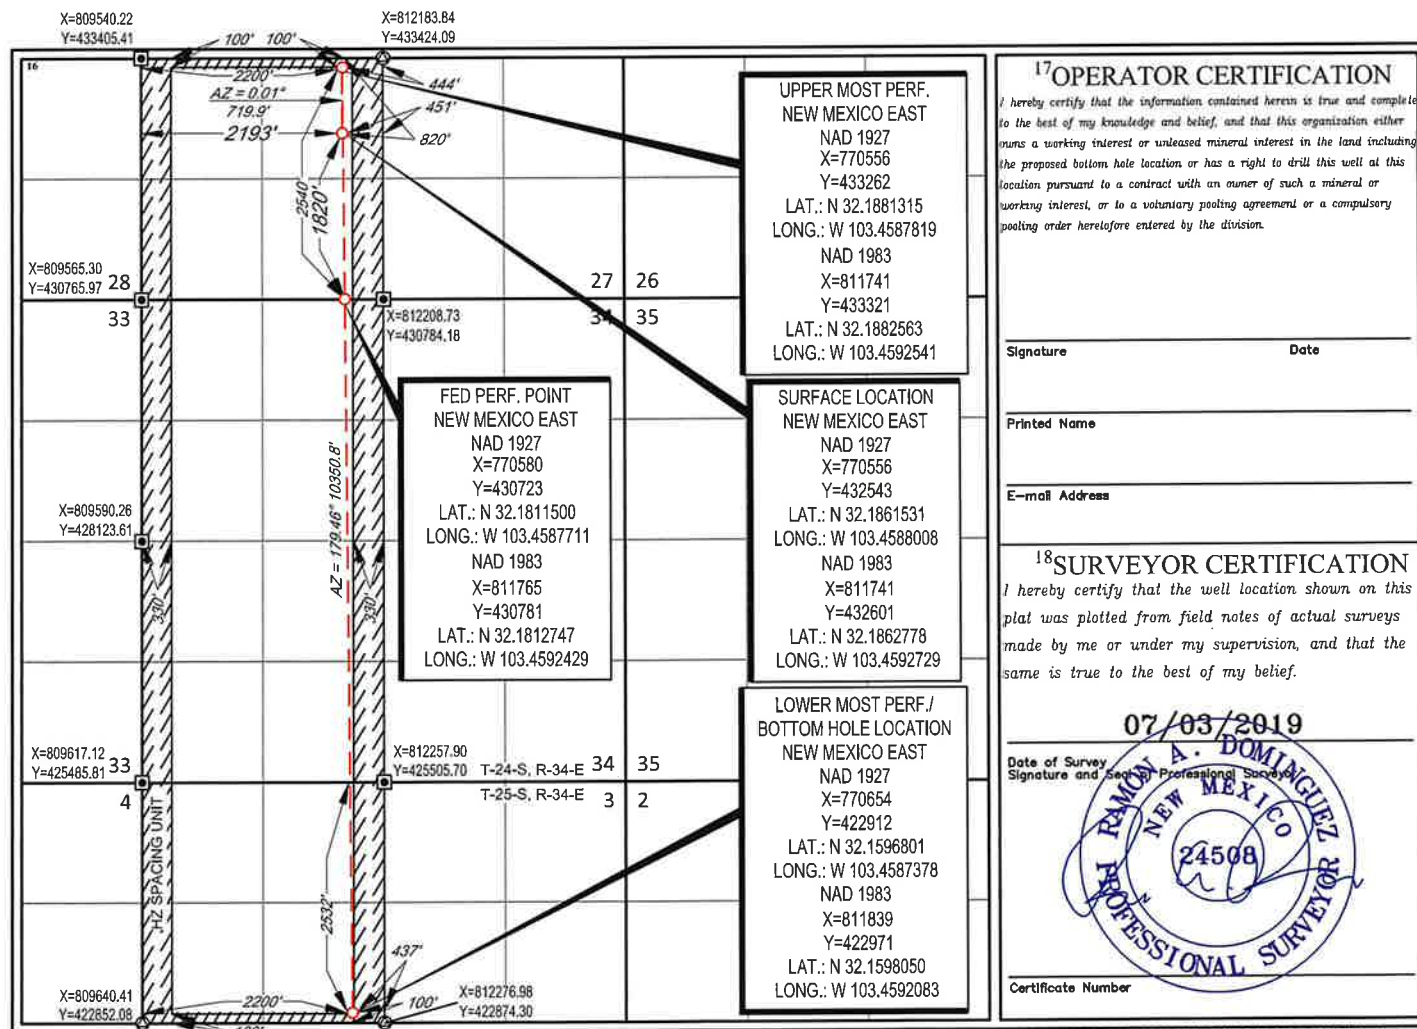 X=809540.22
Y=433405.41
X=812183.84
Y=433424.09
16
100' 100'
2200'
444'
AZ = 0.01°
719.9'
451'
2193'
820'
2540'
1820'
X=809565.30
Y=430765.97
28
27 26
33
34 35
X=812208.73
Y=430784.18
AZ = 179.46° 10350.8'
X=809590.26
Y=428123.61
330'
330'
X=809617.12
Y=425485.81
33
X=812257.90
Y=425505.70
T-24-S, R-34-E
34 35
4
T-25-S, R-34-E
3 2
HZ SPACING UNIT
2532'
437'
2200'
100'
X=809640.41
Y=422852.08
X=812276.98
Y=422874.30
UPPER MOST PERF.
NEW MEXICO EAST
NAD 1927
X=770556
Y=433262
LAT.: N 32.1881315
LONG.: W 103.4587819
NAD 1983
X=811741
Y=433321
LAT.: N 32.1882563
LONG.: W 103.4592541
FED PERF. POINT
NEW MEXICO EAST
NAD 1927
X=770580
Y=430723
LAT.: N 32.1811500
LONG.: W 103.4587711
NAD 1983
X=811765
Y=430781
LAT.: N 32.1812747
LONG.: W 103.4592429
SURFACE LOCATION
NEW MEXICO EAST
NAD 1927
X=770556
Y=432543
LAT.: N 32.1861531
LONG.: W 103.4588008
NAD 1983
X=811741
Y=432601
LAT.: N 32.1862778
LONG.: W 103.4592729
LOWER MOST PERF./
BOTTOM HOLE LOCATION
NEW MEXICO EAST
NAD 1927
X=770654
Y=422912
LAT.: N 32.1596801
LONG.: W 103.4587378
NAD 1983
X=811839
Y=422971
LAT.: N 32.1598050
LONG.: W 103.4592083
17 OPERATOR CERTIFICATION
I hereby certify that the information contained herein is true and complete
to the best of my knowledge and belief, and that this organization either
owns a working interest or unleased mineral interest in the land including
the proposed bottom hole location or has a right to drill this well at this
location pursuant to a contract with an owner of such a mineral or
working interest, or to a voluntary pooling agreement or a compulsory
pooling order heretofore entered by the division.
Signature Date
Printed Name
E-mail Address
18 SURVEYOR CERTIFICATION
I hereby certify that the well location shown on this
plat was plotted from field notes of actual surveys
made by me or under my supervision, and that the
same is true to the best of my belief.
07/03/2019
Date of Survey
Signature and Seal of Professional Surveyor
RAMON A. DOMINGUEZ
NEW MEXICO
24508
PROFESSIONAL SURVEYOR
Certificate Number